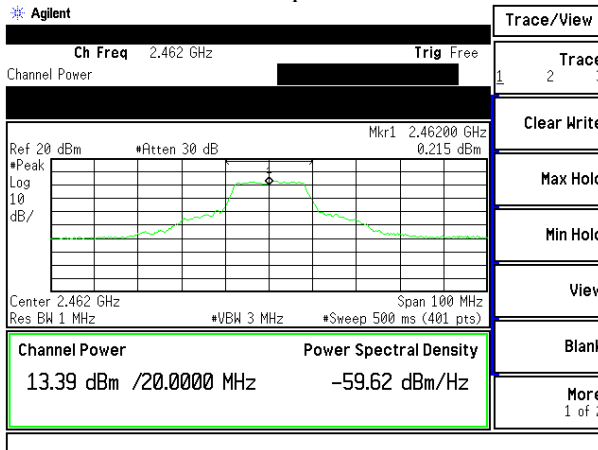 Agilent
Trace/View
Ch Freq 2.462 GHz Trig Free
Channel Power
Trace
1 2
Clear Write
Max Hold
Min Hold
View
Blank
More
1 of 2
Mkr1 2.46200 GHz
Ref 20 dBm #Atten 30 dB 0.215 dBm
#Peak
Log
10
dB/
1
Center 2.462 GHz Span 100 MHz
Res BW 1 MHz #VBW 3 MHz #Sweep 500 ms (401 pts)
Channel Power Power Spectral Density
13.39 dBm /20.0000 MHz -59.62 dBm/Hz